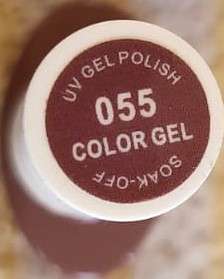 UV GEL POLISH
055
COLOR GEL
SOAK-OFF